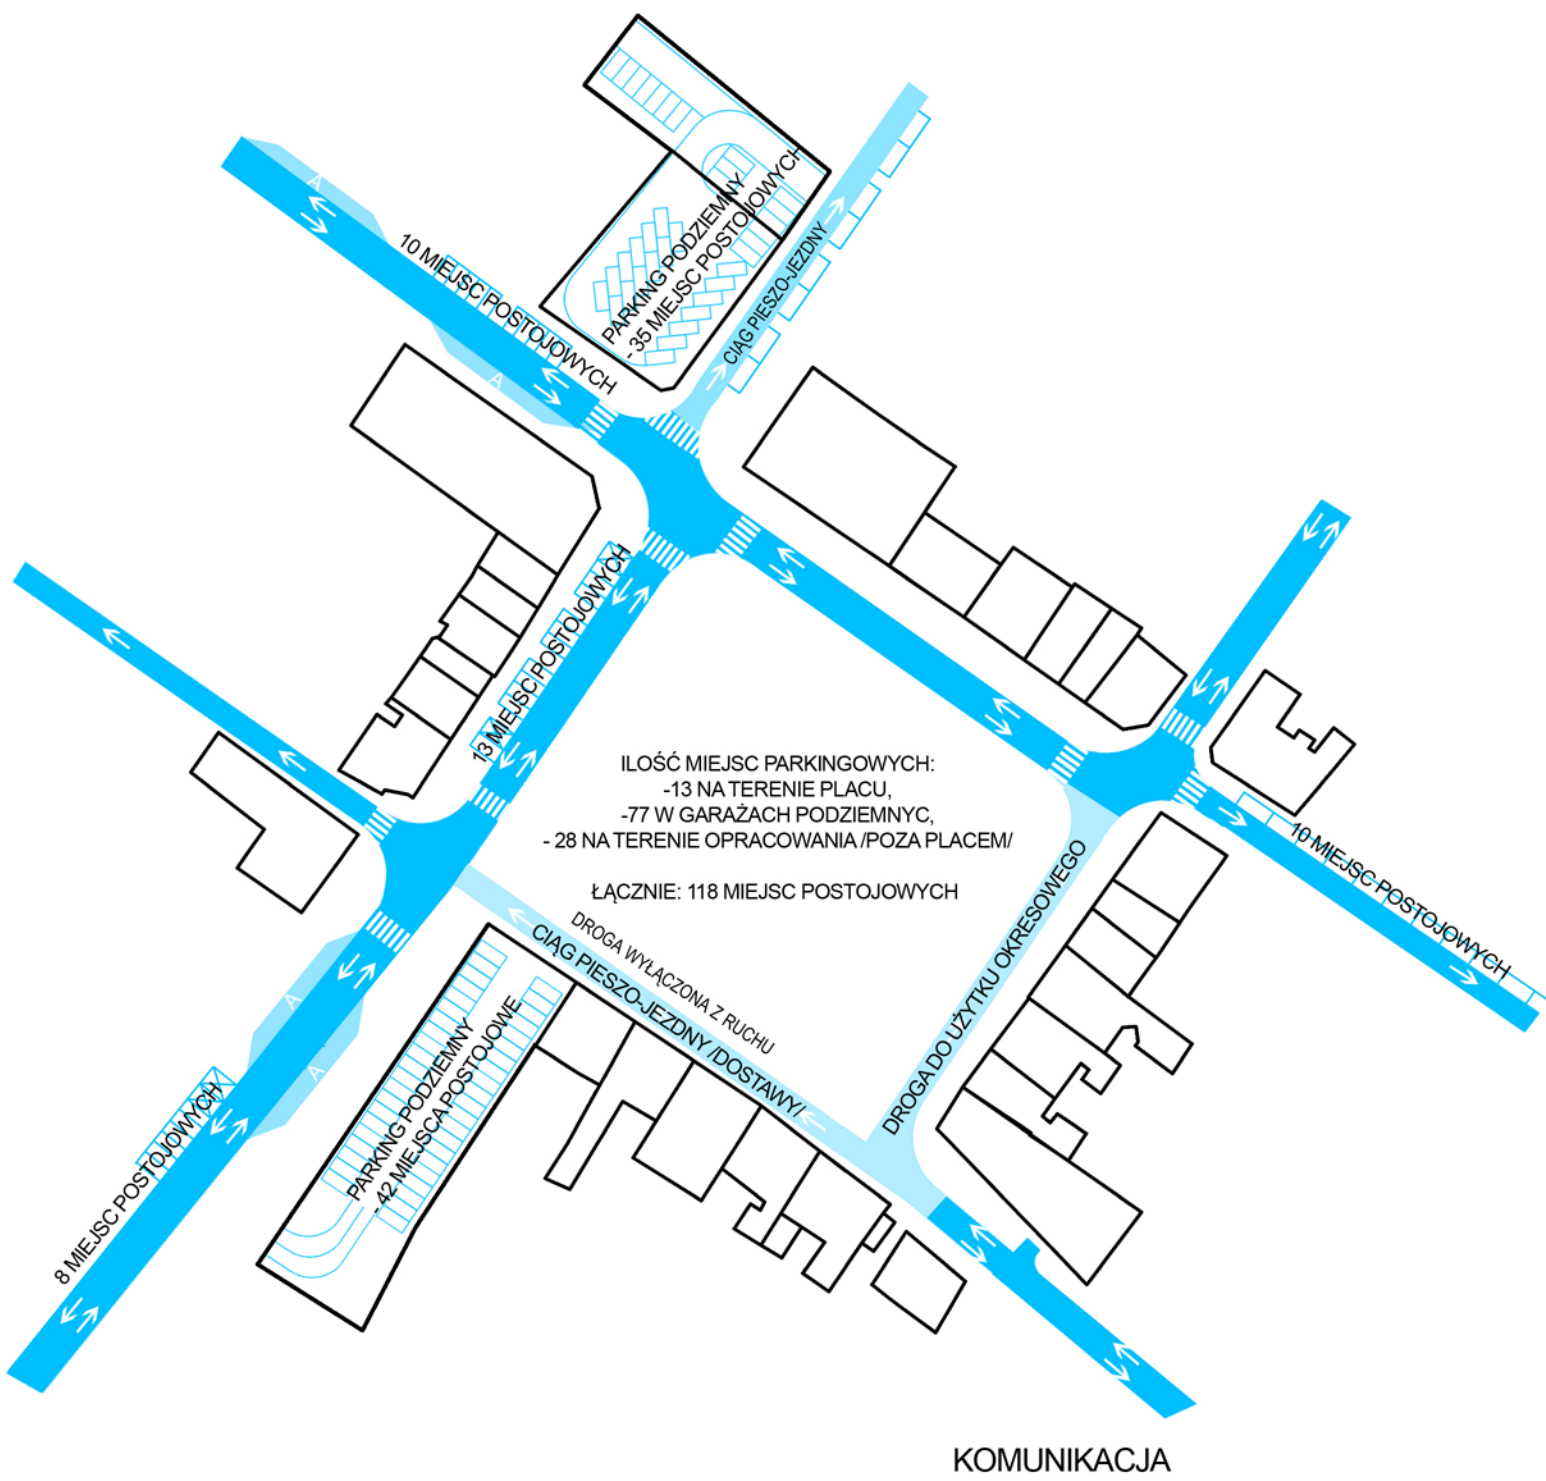 A
10 MIEJSC POSTOJOWYCH
A
PARKING PODZIEMNY
- 35 MIEJSC POSTOJOWYCH
CIĄG PIESZO-JEZDNY
13 MIEJSC POSTOJOWYCH
ILOŚĆ MIEJSC PARKINGOWYCH:
-13 NA TERENIE PLACU,
-77 W GARAŻACH PODZIEMNYC,
- 28 NA TERENIE OPRACOWANIA /POZA PLACEM/
ŁĄCZNIE: 118 MIEJSC POSTOJOWYCH
10 MIEJSC POSTOJOWYCH
DROGA WYŁĄCZONA Z RUCHU
CIĄG PIESZO-JEZDNY /DOSTAWY/
DROGA DO UŻYTKU OKRESOWEGO
A
A
PARKING PODZIEMNY
- 42 MIEJSCA POSTOJOWE
8 MIEJSC POSTOJOWYCH
KOMUNIKACJA